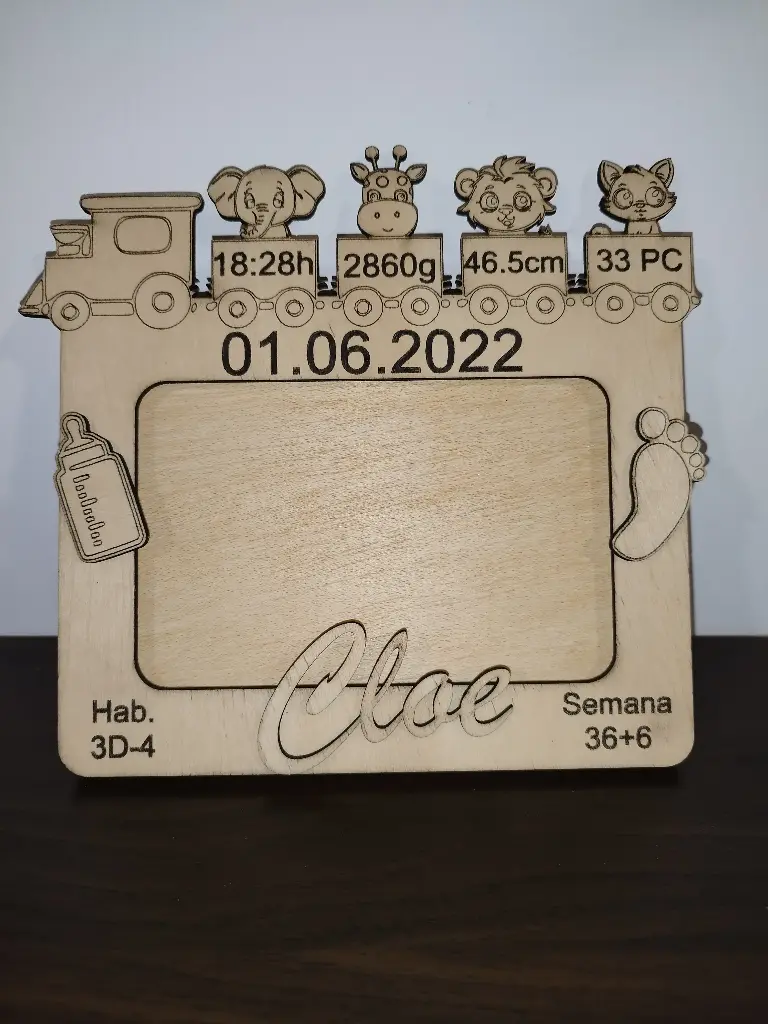 18:28h 2860g 46.5cm 33 PC
01.06.2022
Cloe
Hab.
3D-4
Semana
36+6